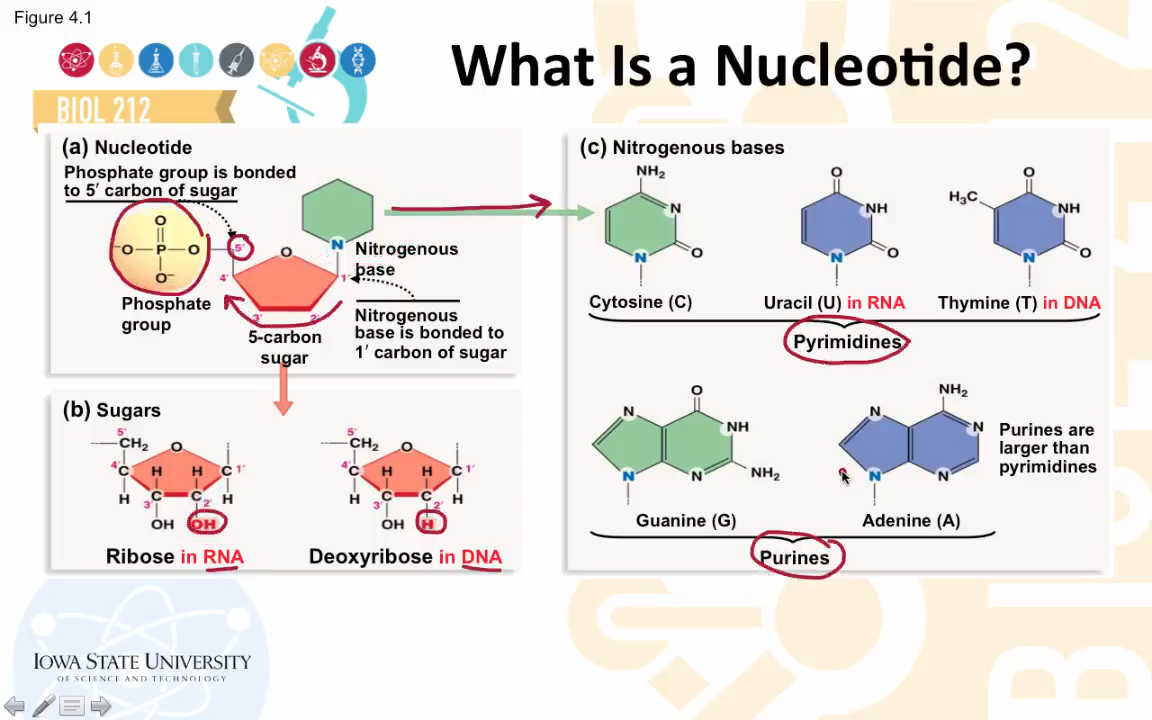 Figure 4.1
What Is a Nucleotide?
BIOL 212
(a) Nucleotide
Phosphate group is bonded
to 5′ carbon of sugar
O
⁻O—P—O
O⁻
5′
O
4′
1′
3′
2′
N
Nitrogenous
base
Phosphate
group
5-carbon
sugar
Nitrogenous
base is bonded to
1′ carbon of sugar
(b) Sugars
5′
CH₂
O
4′
C
H
H
C
1′
H
C
C
H
3′
2′
OH
OH
Ribose in RNA
5′
CH₂
O
4′
C
H
H
C
1′
H
C
C
H
3′
2′
OH
H
Deoxyribose in DNA
(c) Nitrogenous bases
NH₂
N
N
O
Cytosine (C)
O
NH
N
O
Uracil (U) in RNA
O
H₃C
NH
N
O
Thymine (T) in DNA
Pyrimidines
O
N
NH
N
N
NH₂
Guanine (G)
NH₂
N
N
N
N
Adenine (A)
Purines are
larger than
pyrimidines
Purines
IOWA STATE UNIVERSITY
OF SCIENCE AND TECHNOLOGY